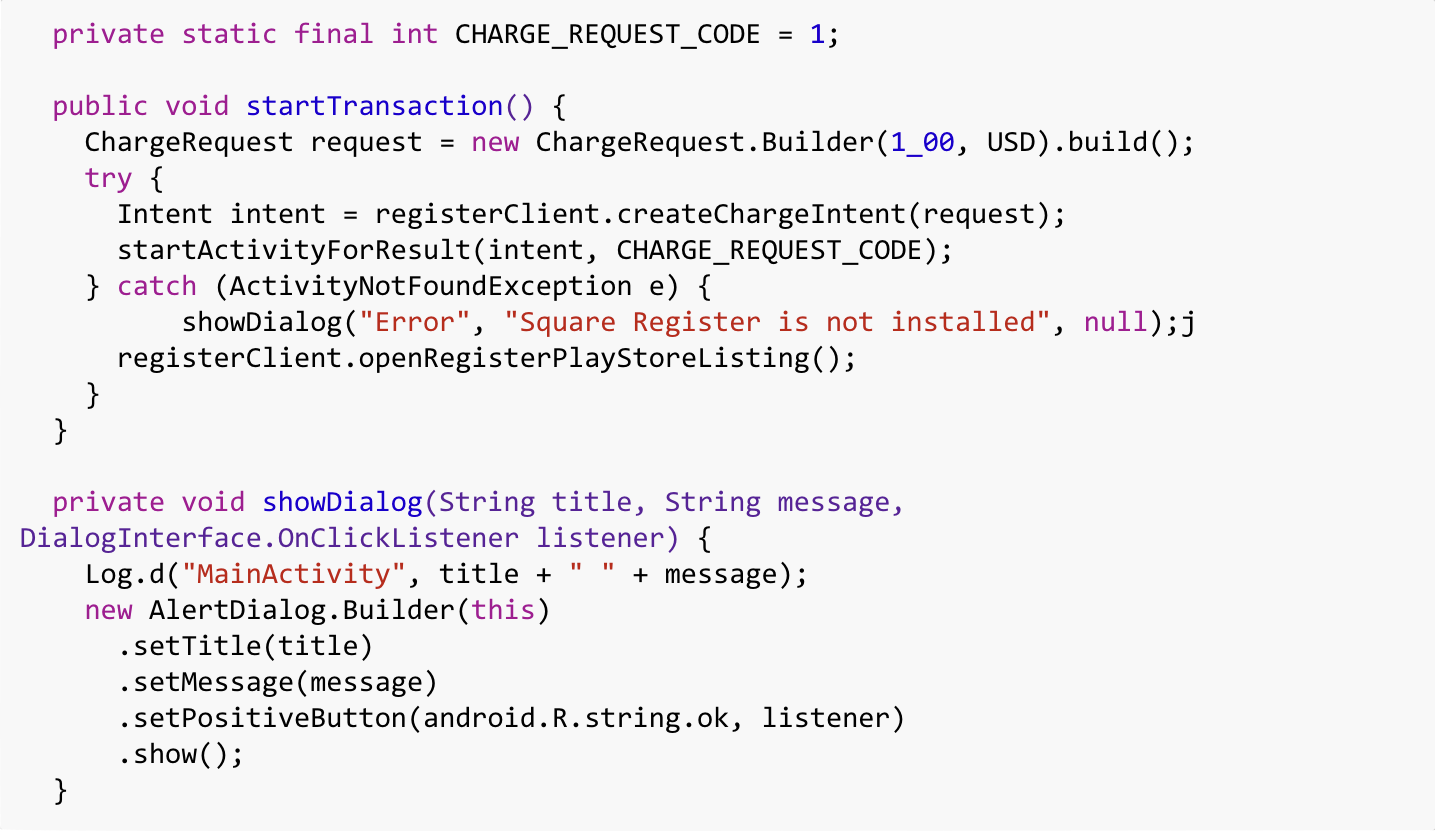 private static final int CHARGE_REQUEST_CODE = 1;
public void startTransaction() {
ChargeRequest request = new ChargeRequest.Builder(1_00, USD).build();
try {
Intent intent = registerClient.createChargeIntent(request);
startActivityForResult(intent, CHARGE_REQUEST_CODE);
} catch (ActivityNotFoundException e) {
showDialog("Error", "Square Register is not installed", null);j
registerClient.openRegisterPlayStoreListing();
}
}
private void showDialog(String title, String message,
DialogInterface.OnClickListener listener) {
Log.d("MainActivity", title + " " + message);
new AlertDialog.Builder(this)
.setTitle(title)
.setMessage(message)
.setPositiveButton(android.R.string.ok, listener)
.show();
}